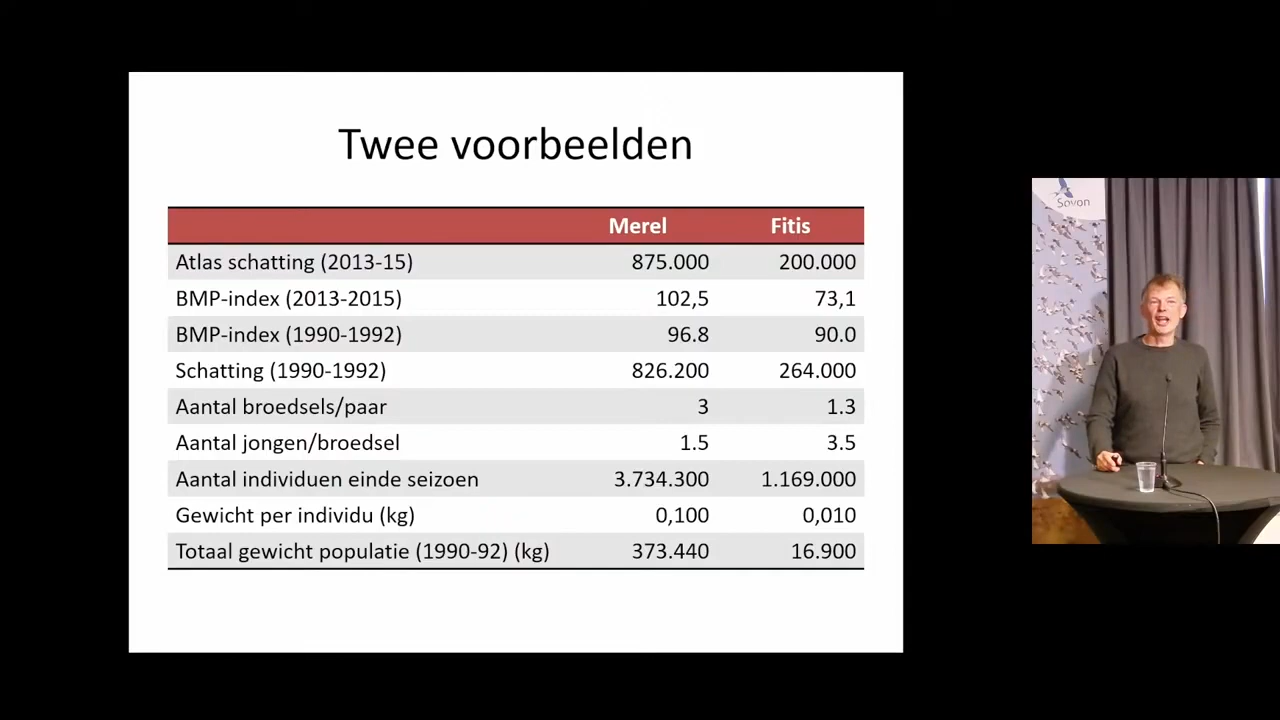 Twee voorbeelden
Merel Fitis
Atlas schatting (2013-15) 875.000 200.000
BMP-index (2013-2015) 102,5 73,1
BMP-index (1990-1992) 96.8 90.0
Schatting (1990-1992) 826.200 264.000
Aantal broedsels/paar 3 1.3
Aantal jongen/broedsel 1.5 3.5
Aantal individuen einde seizoen 3.734.300 1.169.000
Gewicht per individu (kg) 0,100 0,010
Totaal gewicht populatie (1990-92) (kg) 373.440 16.900
Sovon